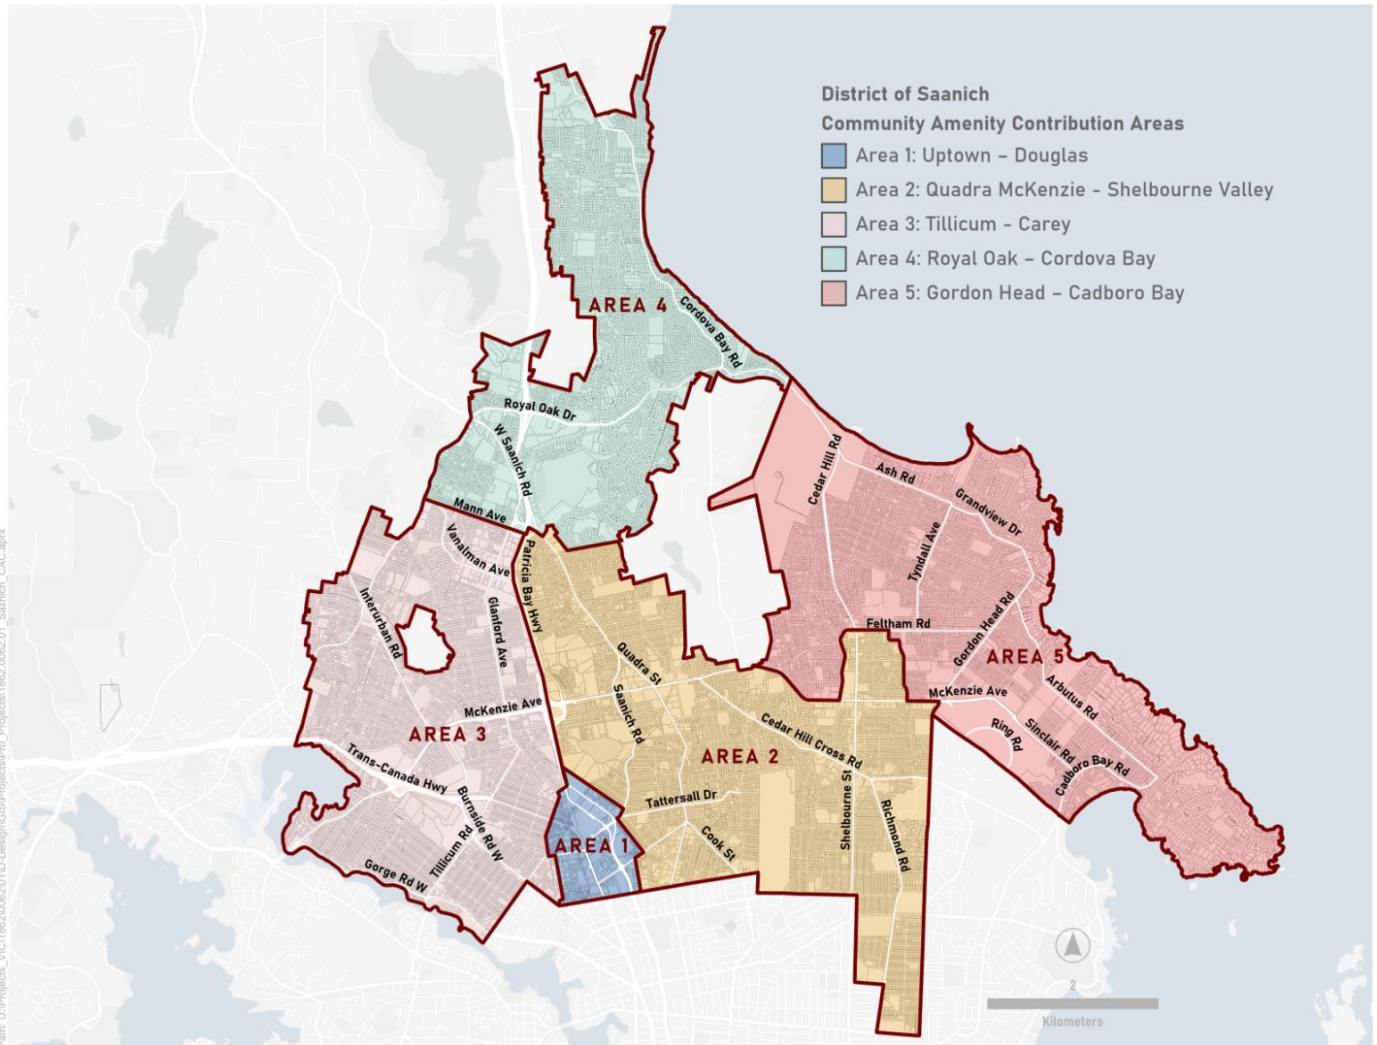 District of Saanich
Community Amenity Contribution Areas
Area 1: Uptown – Douglas
Area 2: Quadra McKenzie - Shelbourne Valley
Area 3: Tillicum - Carey
Area 4: Royal Oak – Cordova Bay
Area 5: Gordon Head – Cadboro Bay
AREA 4
Cordova Bay Rd
Royal Oak Dr
W Saanich Rd
Mann Ave
Vanalman Ave
Patricia Bay Hwy
Interurban Rd
Glanford Ave
McKenzie Ave
AREA 3
Trans-Canada Hwy
Burnside Rd W
Tillicum Rd
Gorge Rd W
Quadra St
Saanich Rd
AREA 2
Cedar Hill Cross Rd
Tattersall Dr
Cook St
Shelbourne St
Richmond Rd
AREA 1
Cedar Hill Rd
Ash Rd
Grandview Dr
Tyndall Ave
Feltham Rd
Gordon Head Rd
AREA 5
McKenzie Ave
Arbutus Rd
Ring Rd
Sinclair Rd
Cadboro Bay Rd
2
Kilometers